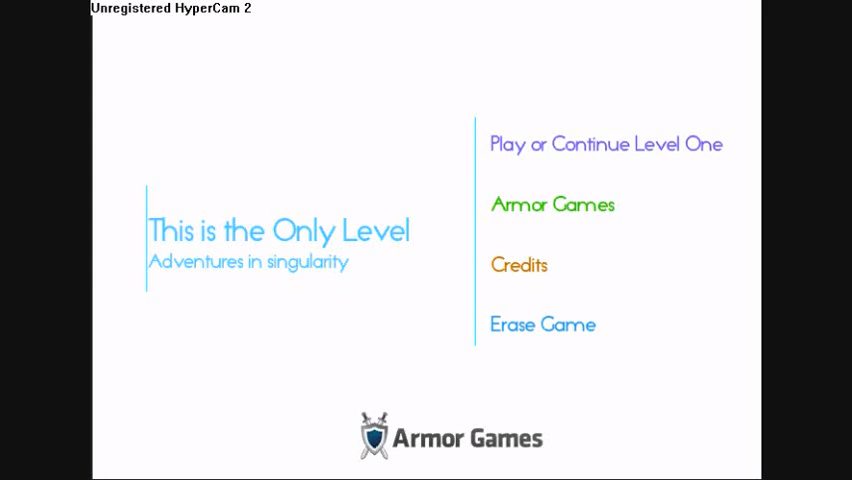 Unregistered HyperCam 2
This is the Only Level
Adventures in singularity
Play or Continue Level One
Armor Games
Credits
Erase Game
Armor Games